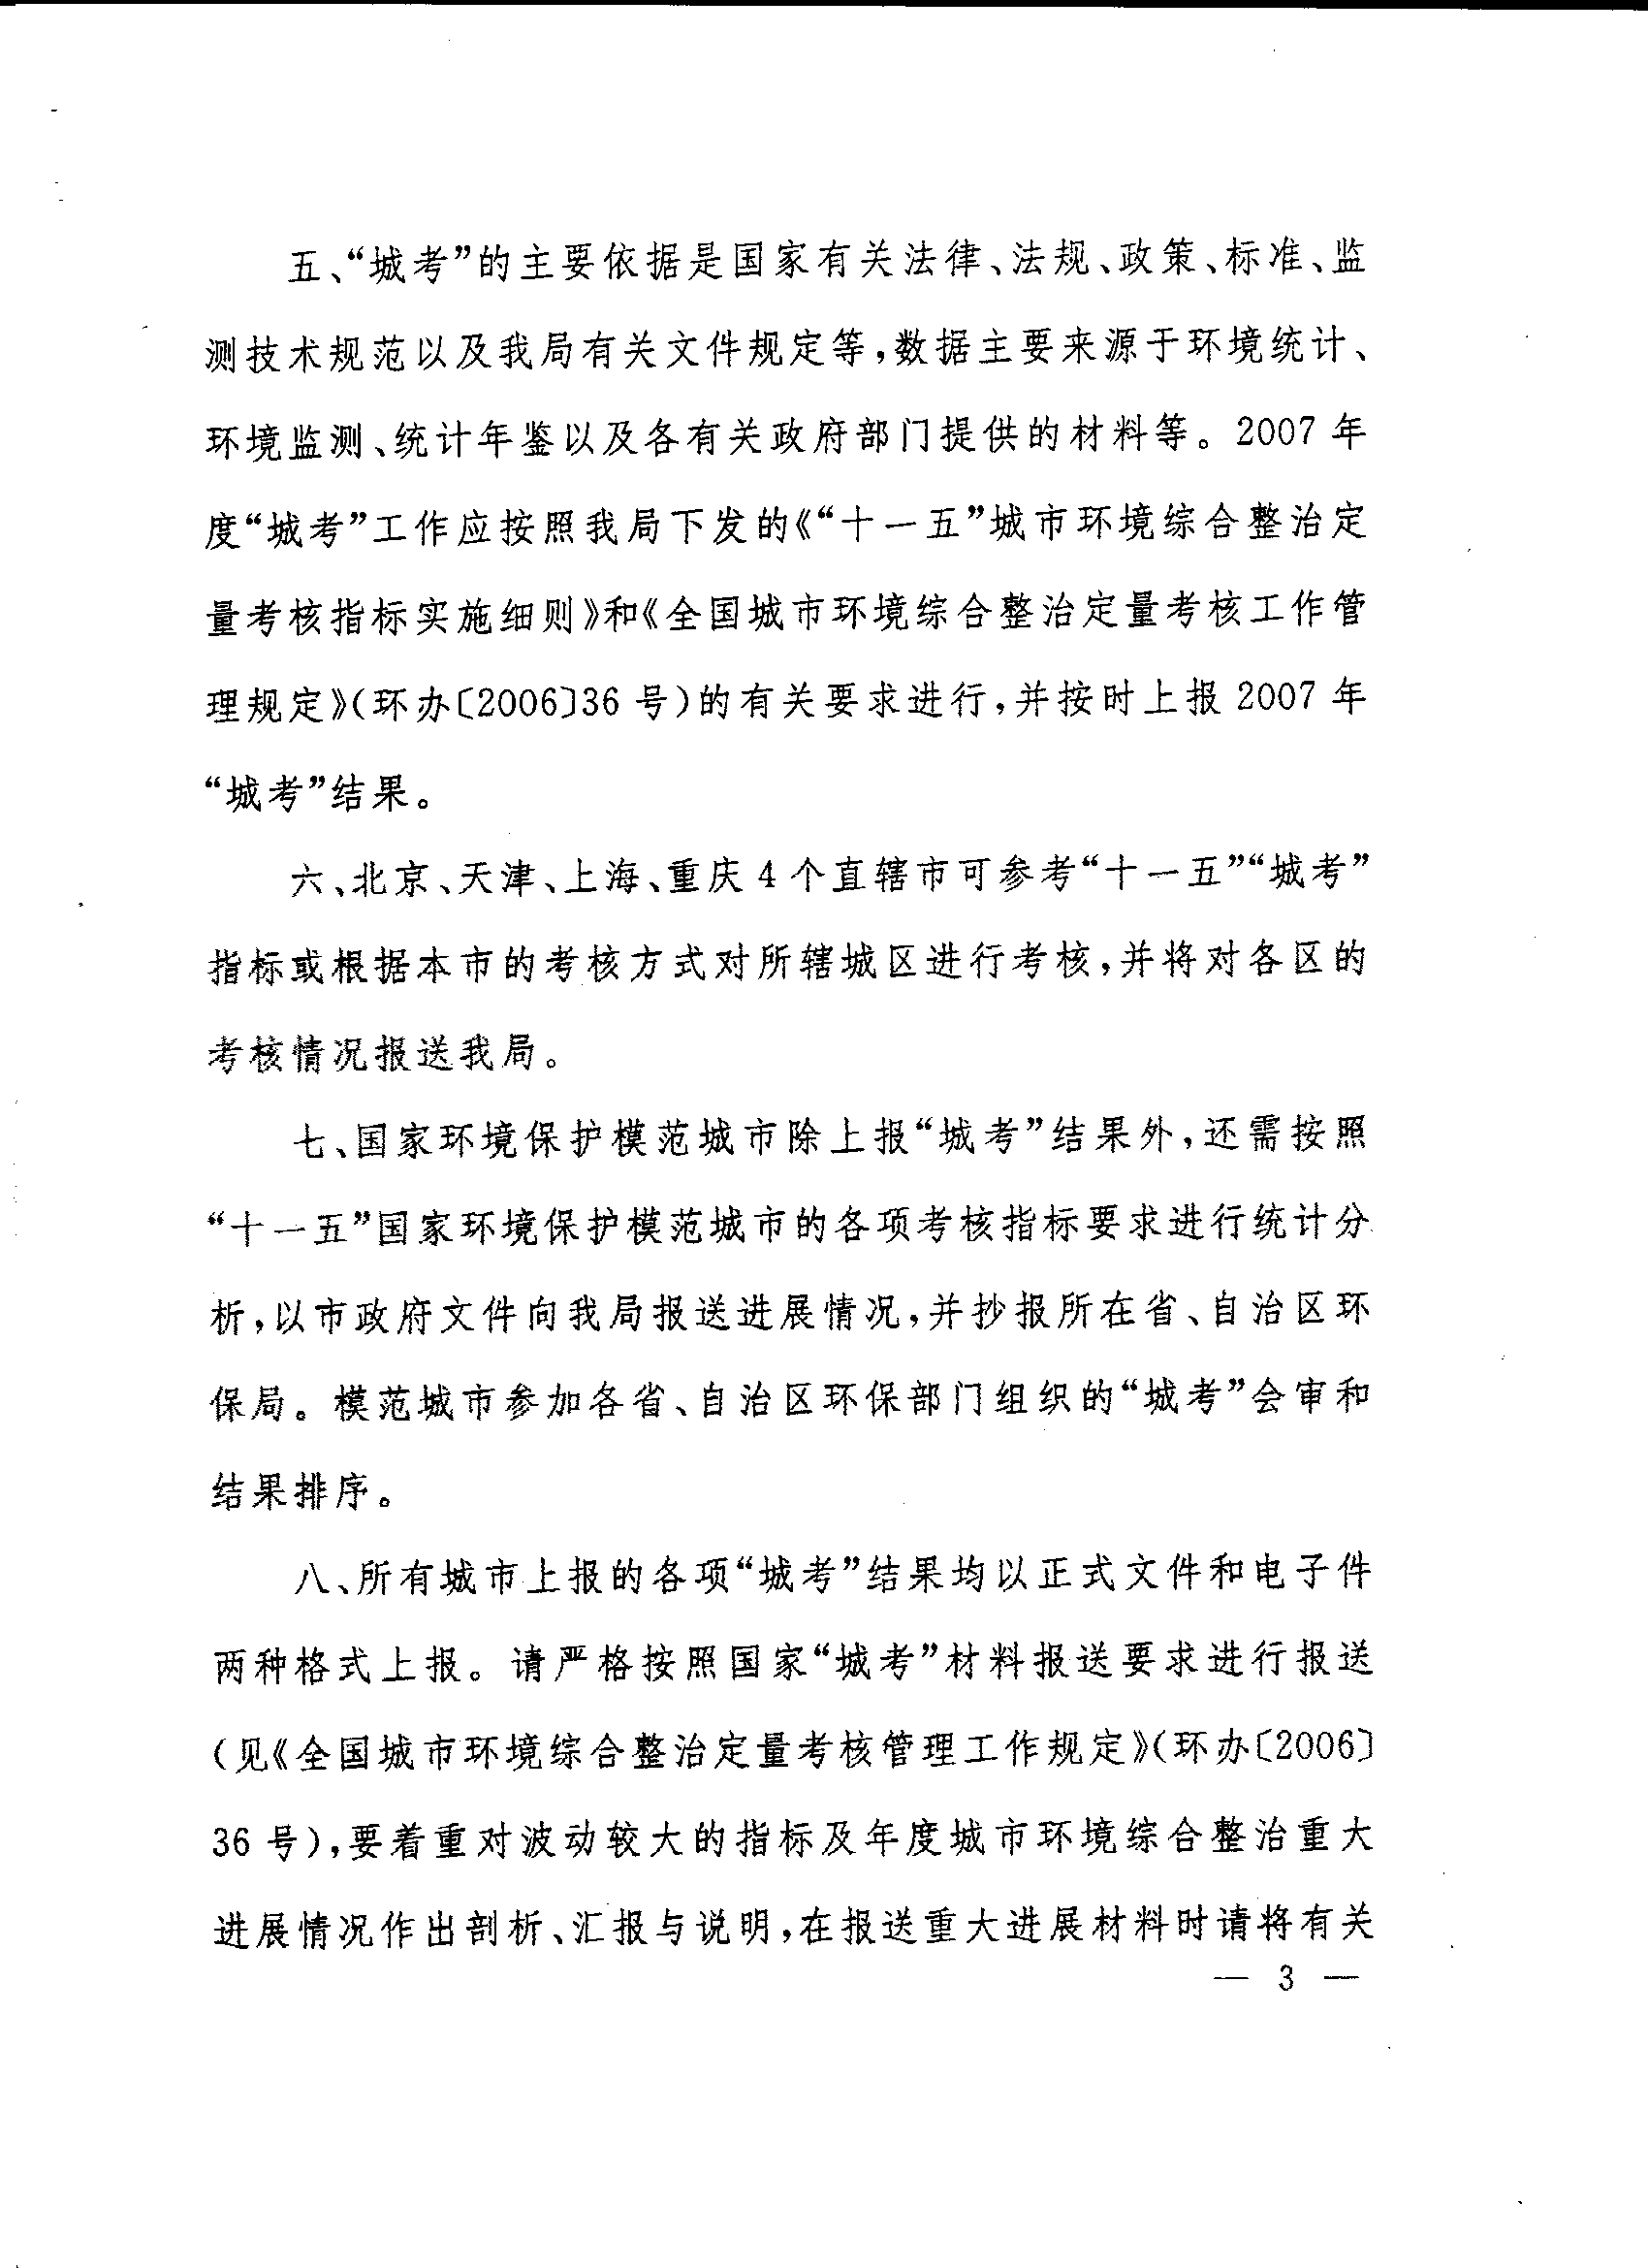 五、“城考”的主要依据是国家有关法律、法规、政策、标准、监
测技术规范以及我局有关文件规定等，数据主要来源于环境统计、
环境监测、统计年鉴以及各有关政府部门提供的材料等。2007 年
度“城考”工作应按照我局下发的《“十一五”城市环境综合整治定
量考核指标实施细则》和《全国城市环境综合整治定量考核工作管
理规定》（环办〔2006〕36 号）的有关要求进行，并按时上报 2007 年
“城考”结果。
六、北京、天津、上海、重庆 4 个直辖市可参考“十一五”“城考”
指标或根据本市的考核方式对所辖城区进行考核，并将对各区的
考核情况报送我局。
七、国家环境保护模范城市除上报“城考”结果外，还需按照
“十一五”国家环境保护模范城市的各项考核指标要求进行统计分
析，以市政府文件向我局报送进展情况，并抄报所在省、自治区环
保局。模范城市参加各省、自治区环保部门组织的“城考”会审和
结果排序。
八、所有城市上报的各项“城考”结果均以正式文件和电子件
两种格式上报。请严格按照国家“城考”材料报送要求进行报送
（见《全国城市环境综合整治定量考核管理工作规定》（环办〔2006〕
36 号），要着重对波动较大的指标及年度城市环境综合整治重大
进展情况作出剖析、汇报与说明，在报送重大进展材料时请将有关
— 3 —